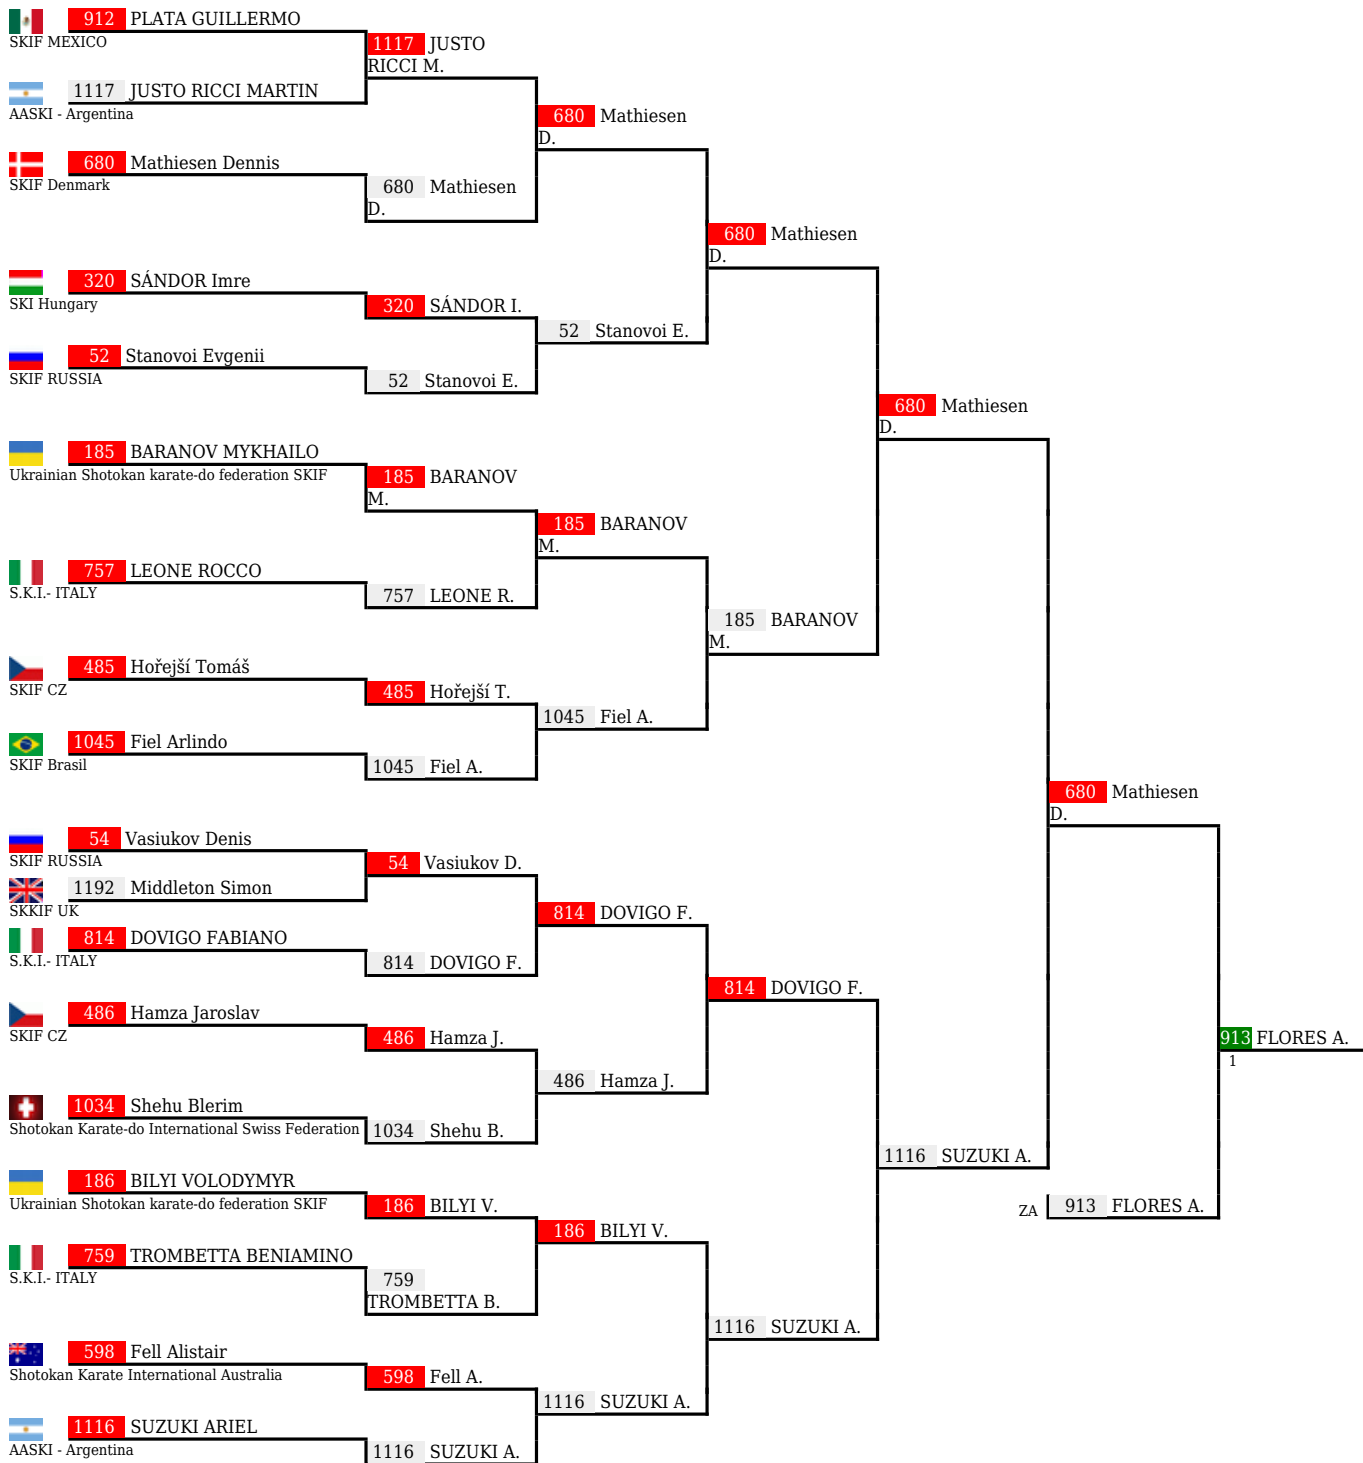 912 PLATA GUILLERMO
SKIF MEXICO
1117 JUSTO RICCI M.
1117 JUSTO RICCI MARTIN
AASKI - Argentina
680 Mathiesen D.
680 Mathiesen Dennis
SKIF Denmark
680 Mathiesen D.
680 Mathiesen D.
320 SÁNDOR Imre
SKI Hungary
320 SÁNDOR I.
52 Stanovoi E.
52 Stanovoi Evgenii
SKIF RUSSIA
52 Stanovoi E.
680 Mathiesen D.
185 BARANOV MYKHAILO
Ukrainian Shotokan karate-do federation SKIF
185 BARANOV M.
185 BARANOV M.
757 LEONE ROCCO
S.K.I.- ITALY
757 LEONE R.
185 BARANOV M.
485 Hořejší Tomáš
SKIF CZ
485 Hořejší T.
1045 Fiel A.
1045 Fiel Arlindo
SKIF Brasil
1045 Fiel A.
680 Mathiesen D.
54 Vasiukov Denis
SKIF RUSSIA
54 Vasiukov D.
1192 Middleton Simon
SKKIF UK
814 DOVIGO F.
814 DOVIGO FABIANO
S.K.I.- ITALY
814 DOVIGO F.
814 DOVIGO F.
486 Hamza Jaroslav
SKIF CZ
486 Hamza J.
913 FLORES A.
1
486 Hamza J.
1034 Shehu Blerim
Shotokan Karate-do International Swiss Federation
1034 Shehu B.
1116 SUZUKI A.
186 BILYI VOLODYMYR
Ukrainian Shotokan karate-do federation SKIF
186 BILYI V.
ZA 913 FLORES A.
186 BILYI V.
759 TROMBETTA BENIAMINO
S.K.I.- ITALY
759 TROMBETTA B.
1116 SUZUKI A.
598 Fell Alistair
Shotokan Karate International Australia
598 Fell A.
1116 SUZUKI A.
1116 SUZUKI ARIEL
AASKI - Argentina
1116 SUZUKI A.